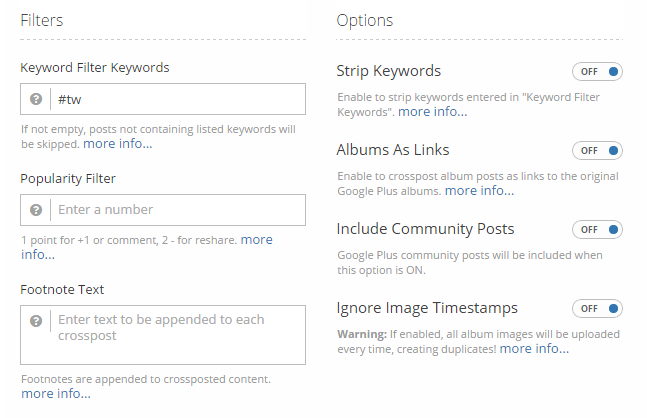 Filters
Keyword Filter Keywords
#tw
If not empty, posts not containing listed keywords will
be skipped. more info...
Popularity Filter
Enter a number
1 point for +1 or comment, 2 - for reshare. more
info...
Footnote Text
Enter text to be appended to each
crosspost
Footnotes are appended to crossposted content.
more info...
Options
Strip Keywords
OFF
Enable to strip keywords entered in "Keyword Filter
Keywords". more info...
Albums As Links
OFF
Enable to crosspost album posts as links to the original
Google Plus albums. more info...
Include Community Posts
OFF
Google Plus community posts will be included when
this option is ON.
Ignore Image Timestamps
OFF
Warning: If enabled, all album images will be uploaded
every time, creating duplicates! more info...